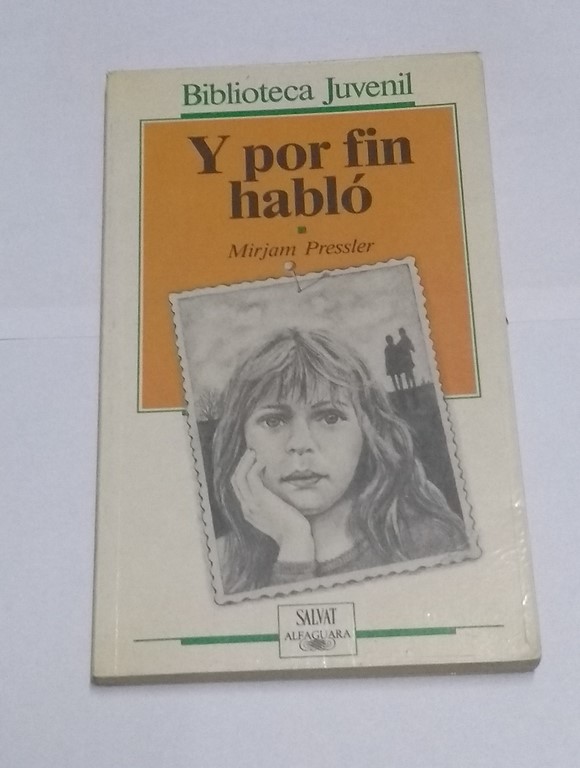 Biblioteca Juvenil
Y por fin
habló
Mirjam Pressler
SALVAT
ALFAGUARA